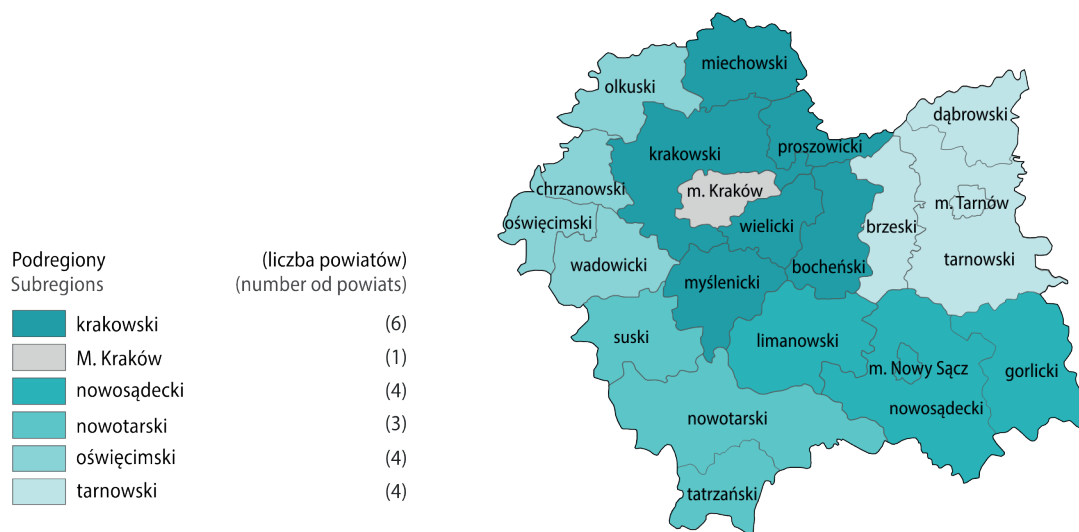 Podregiony (liczba powiatów)
Subregions (number od powiats)
krakowski (6)
M. Kraków (1)
nowosądecki (4)
nowotarski (3)
oświęcimski (4)
tarnowski (4)
miechowski
olkuski
dąbrowski
proszowicki
krakowski
chrzanowski
m. Kraków
m. Tarnów
oświęcimski
wielicki
brzeski
wadowicki
bocheński
tarnowski
myślenicki
suski
limanowski
m. Nowy Sącz
gorlicki
nowosądecki
nowotarski
tatrzański